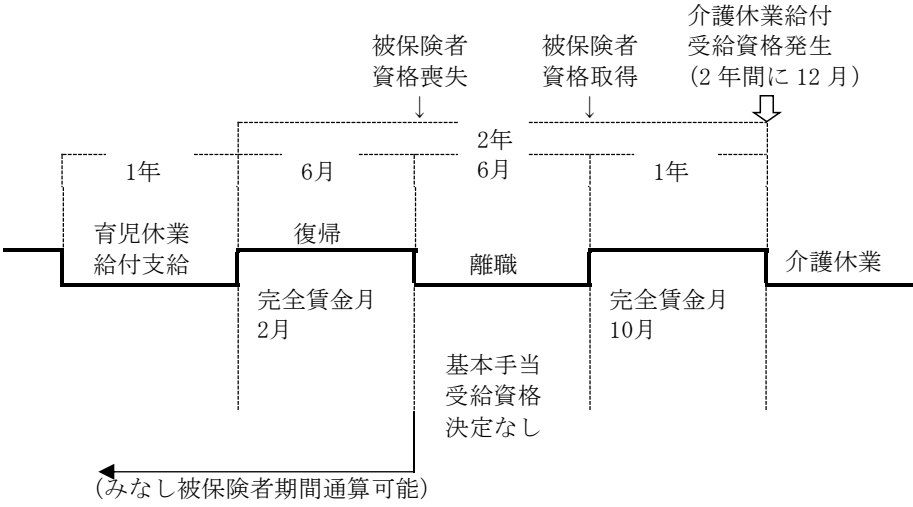 介護休業給付
受給資格発生
(2 年間に 12 月)
被保険者
資格喪失
↓
被保険者
資格取得
↓
2年
1年
6月
6月
1年
育児休業
給付支給
復帰
離職
介護休業
完全賃金月
2月
完全賃金月
10月
基本手当
受給資格
決定なし
(みなし被保険者期間通算可能)